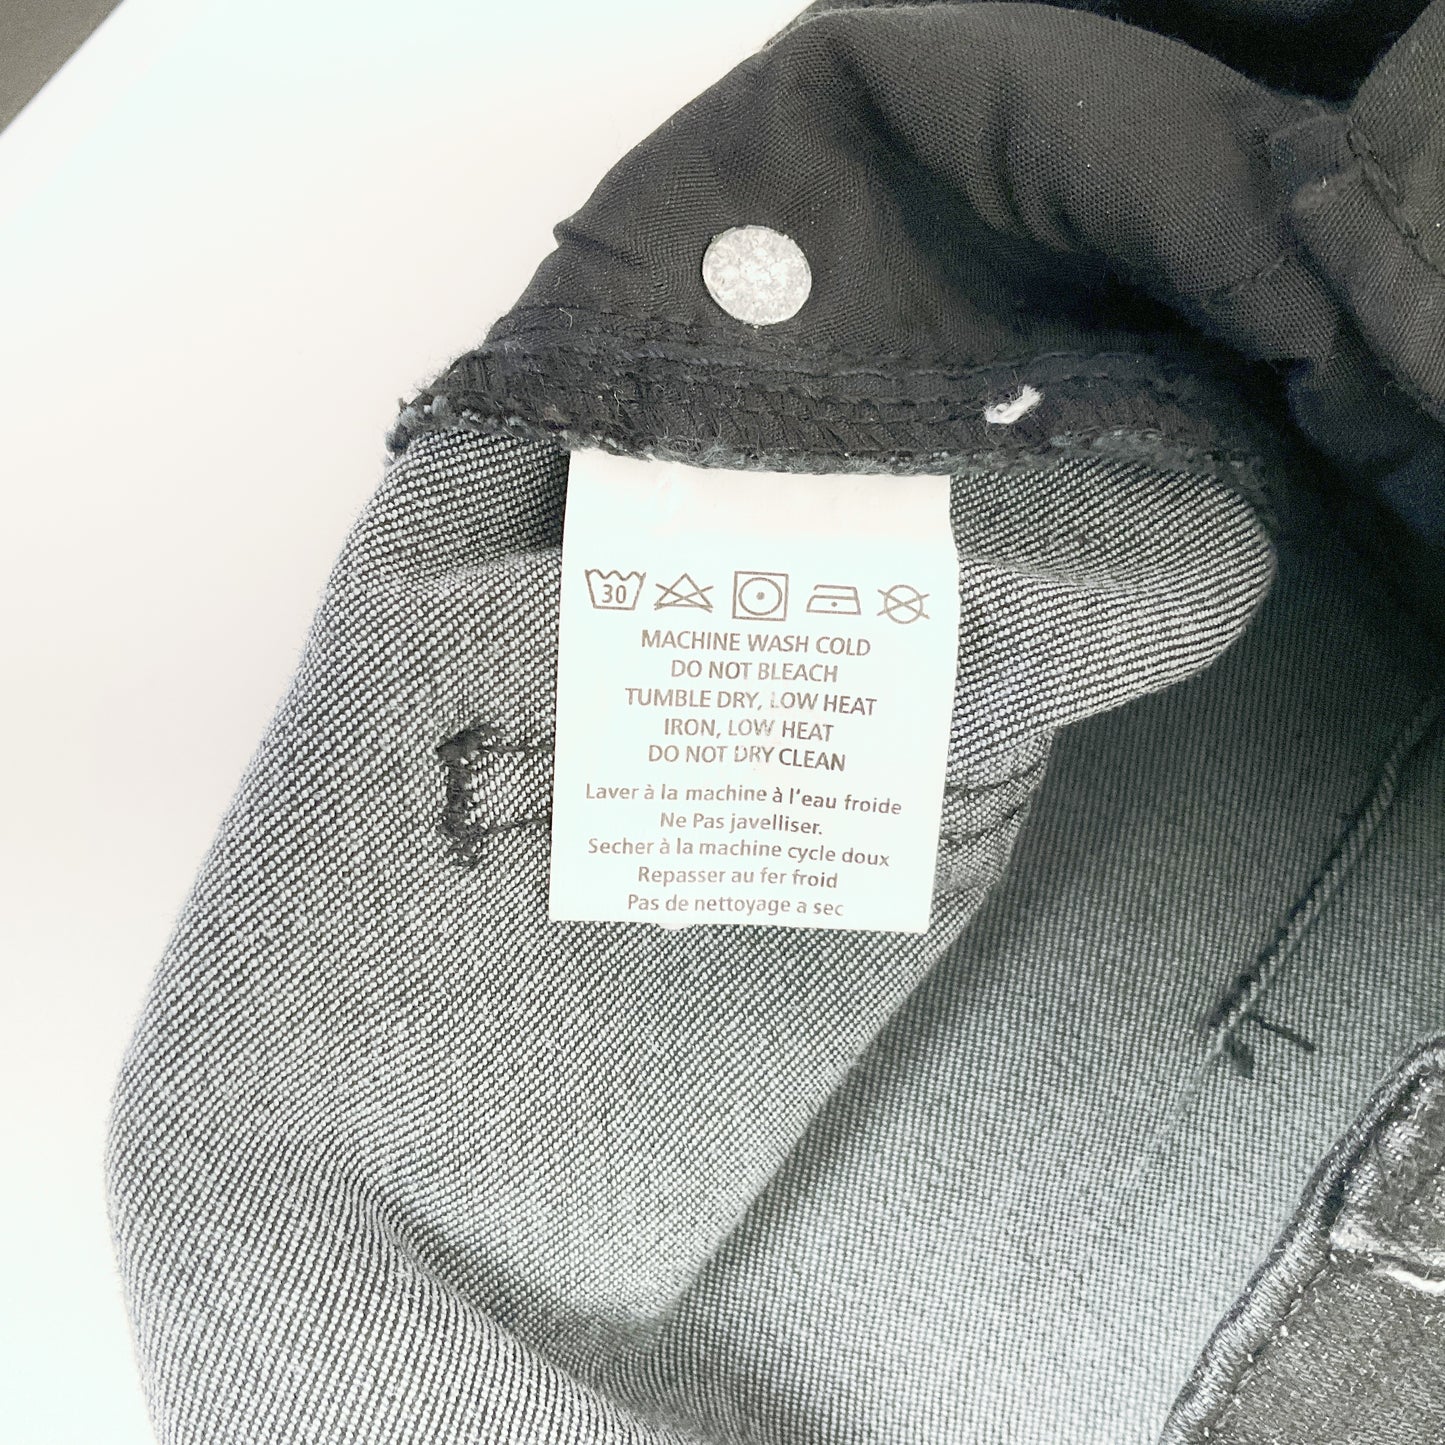 30
MACHINE WASH COLD
DO NOT BLEACH
TUMBLE DRY, LOW HEAT
IRON, LOW HEAT
DO NOT DRY CLEAN
Laver à la machine à l'eau froide
Ne Pas javelliser.
Secher à la machine cycle doux
Repasser au fer froid
Pas de nettoyage a sec